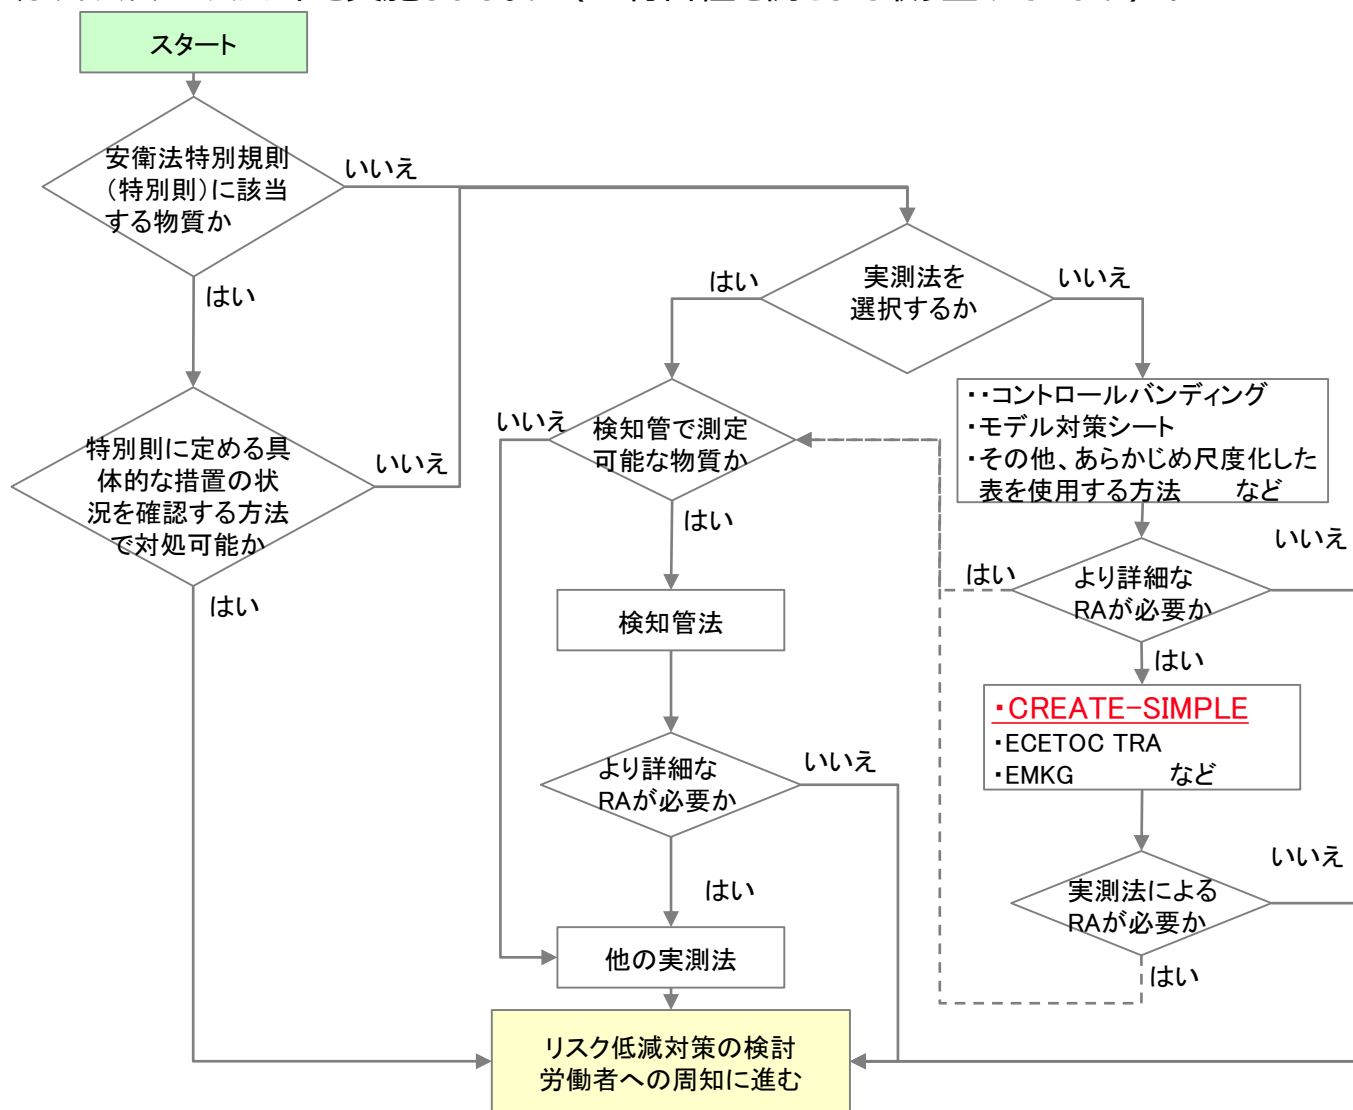 スタート
安衛法特別規則
（特別則）に該当
する物質か
いいえ
はい
特別則に定める具
体的な措置の状
況を確認する方法
で対処可能か
いいえ
はい
実測法を
選択するか
はい
いいえ
検知管で測定
可能な物質か
いいえ
はい
検知管法
より詳細な
RAが必要か
いいえ
はい
他の実測法
・・コントロールバンディング
・モデル対策シート
・その他、あらかじめ尺度化した
表を使用する方法　など
より詳細な
RAが必要か
はい
いいえ
はい
・CREATE-SIMPLE
・ECETOC TRA
・EMKG　など
実測法による
RAが必要か
いいえ
はい
リスク低減対策の検討
労働者への周知に進む